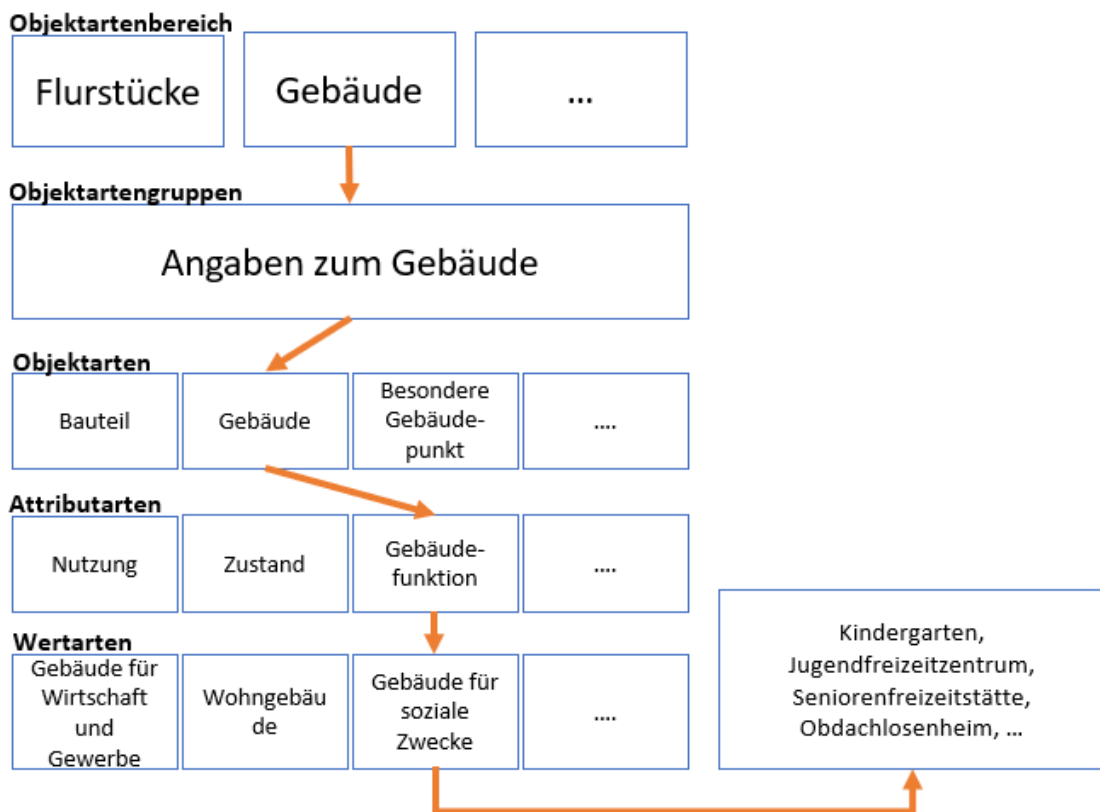 Objektartenbereich
Flurstücke
Gebäude
...
Objektartengruppen
Angaben zum Gebäude
Objektarten
Bauteil
Gebäude
Besondere
Gebäude-
punkt
....
Attributarten
Nutzung
Zustand
Gebäude-
funktion
....
Wertarten
Gebäude für
Wirtschaft
und
Gewerbe
Wohngebäu
de
Gebäude für
soziale
Zwecke
....
Kindergarten,
Jugendfreizeitzentrum,
Seniorenfreizeitstätte,
Obdachlosenheim, ...